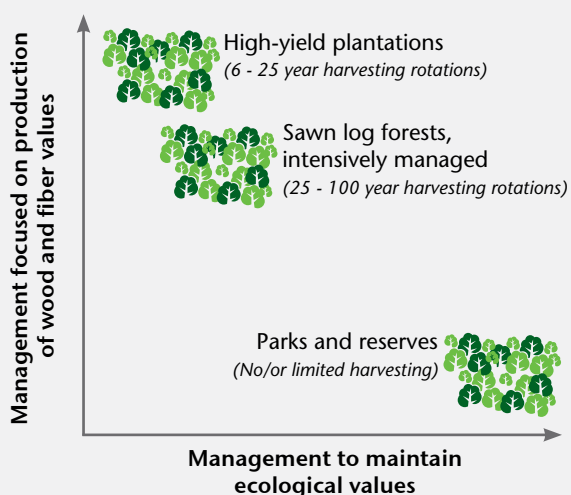 Management focused on production
of wood and fiber values
High-yield plantations
(6 - 25 year harvesting rotations)
Sawn log forests,
intensively managed
(25 - 100 year harvesting rotations)
Parks and reserves
(No/or limited harvesting)
Management to maintain
ecological values